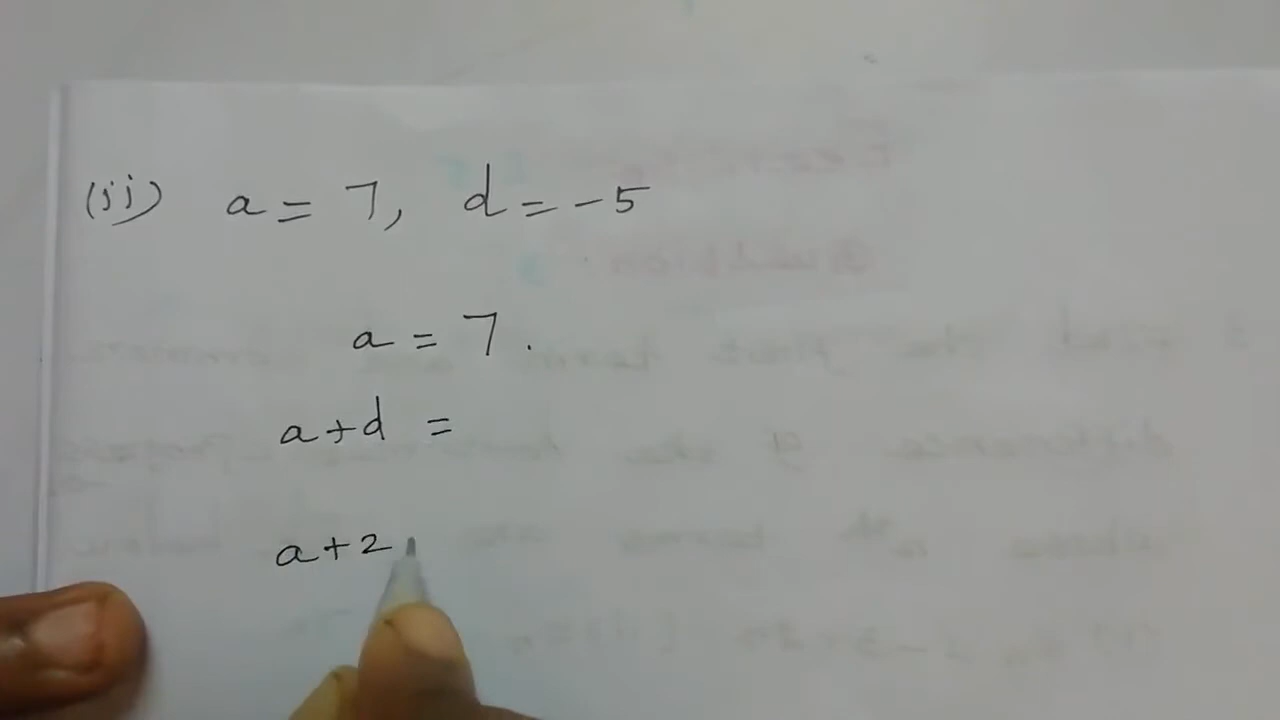 (ii) a = 7, d = -5
a = 7.
a+d =
a+2